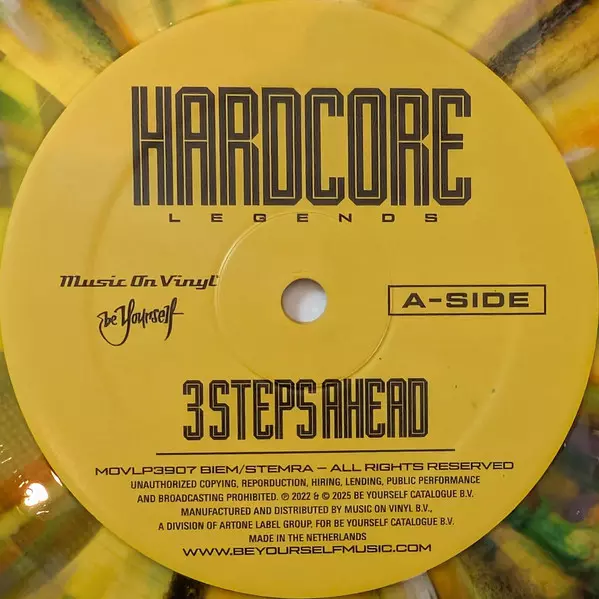 HARDCORE
LEGENDS
Music On Vinyl
be Yourself
A-SIDE
3 STEPS AHEAD
MOVLP3907 BIEM/STEMRA – ALL RIGHTS RESERVED
UNAUTHORIZED COPYING, REPORDUCTION, HIRING, LENDING, PUBLIC PERFORMANCE
AND BROADCASTING PROHIBITED. ℗ 2022 & © 2025 BE YOURSELF CATALOGUE B.V.
MANUFACTURED AND DISTRIBUTED BY MUSIC ON VINYL B.V.,
A DIVISION OF ARTONE LABEL GROUP, FOR BE YOURSELF CATALOGUE B.V.
MADE IN THE NETHERLANDS
WWW.BEYOURSELFMUSIC.COM